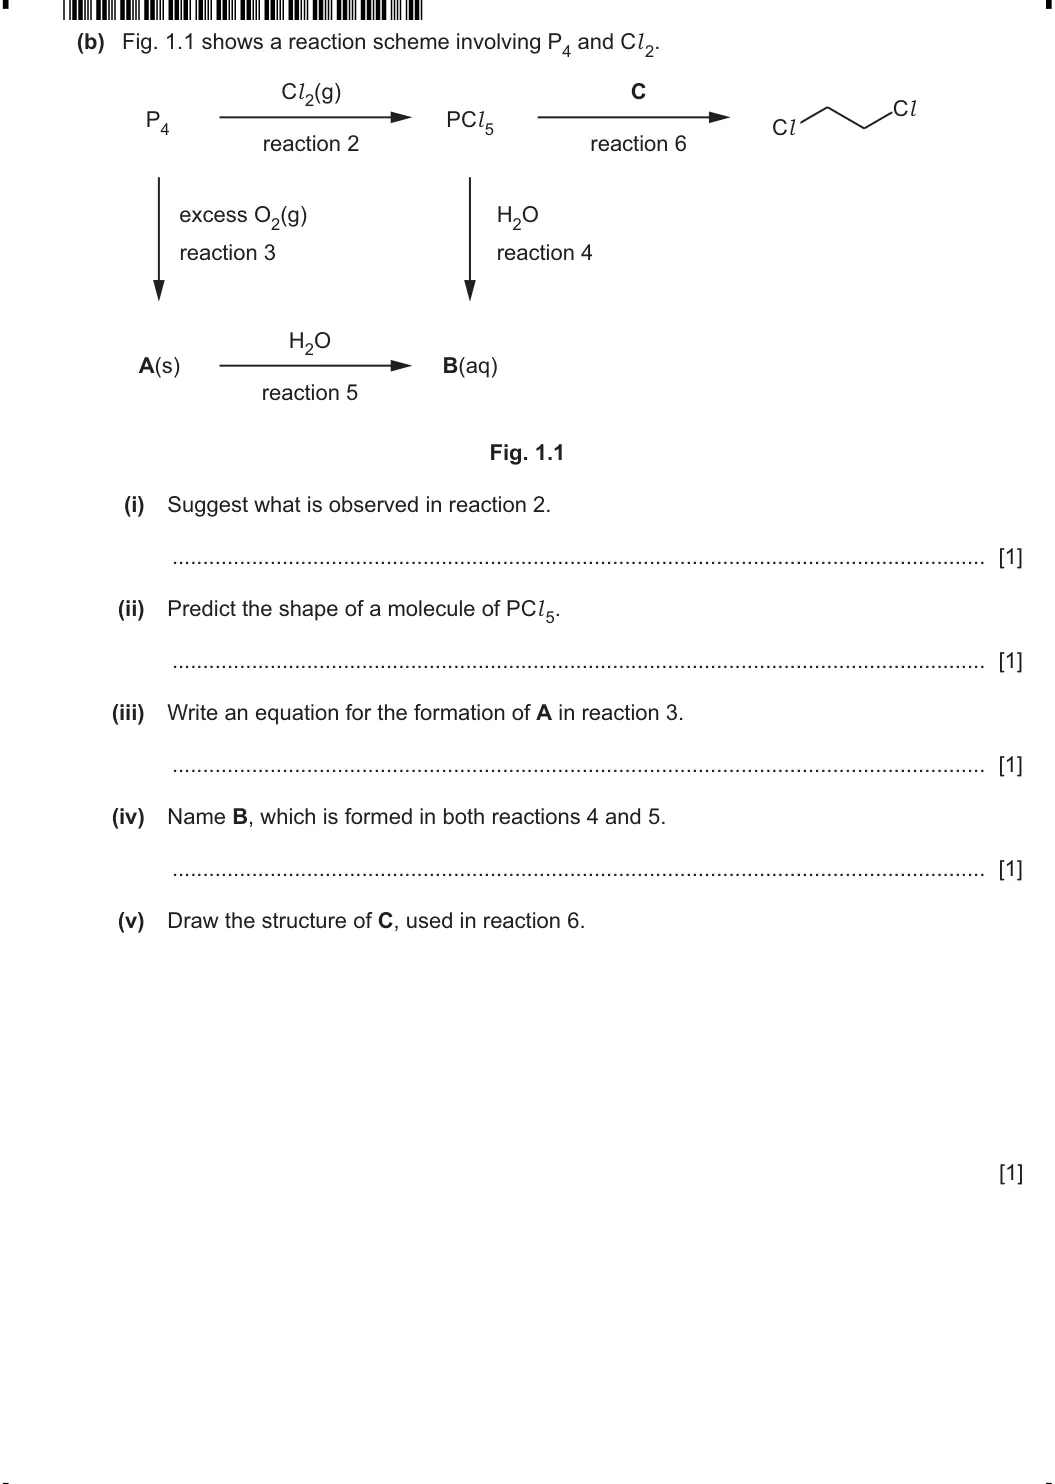 (b) Fig. 1.1 shows a reaction scheme involving P₄ and Cl₂.
Cl₂(g) C
P₄ PCl₅ Cl Cl
reaction 2 reaction 6
excess O₂(g) H₂O
reaction 3 reaction 4
H₂O
A(s) B(aq)
reaction 5
Fig. 1.1
(i) Suggest what is observed in reaction 2.
[1]
(ii) Predict the shape of a molecule of PCl₅.
[1]
(iii) Write an equation for the formation of A in reaction 3.
[1]
(iv) Name B, which is formed in both reactions 4 and 5.
[1]
(v) Draw the structure of C, used in reaction 6.
[1]